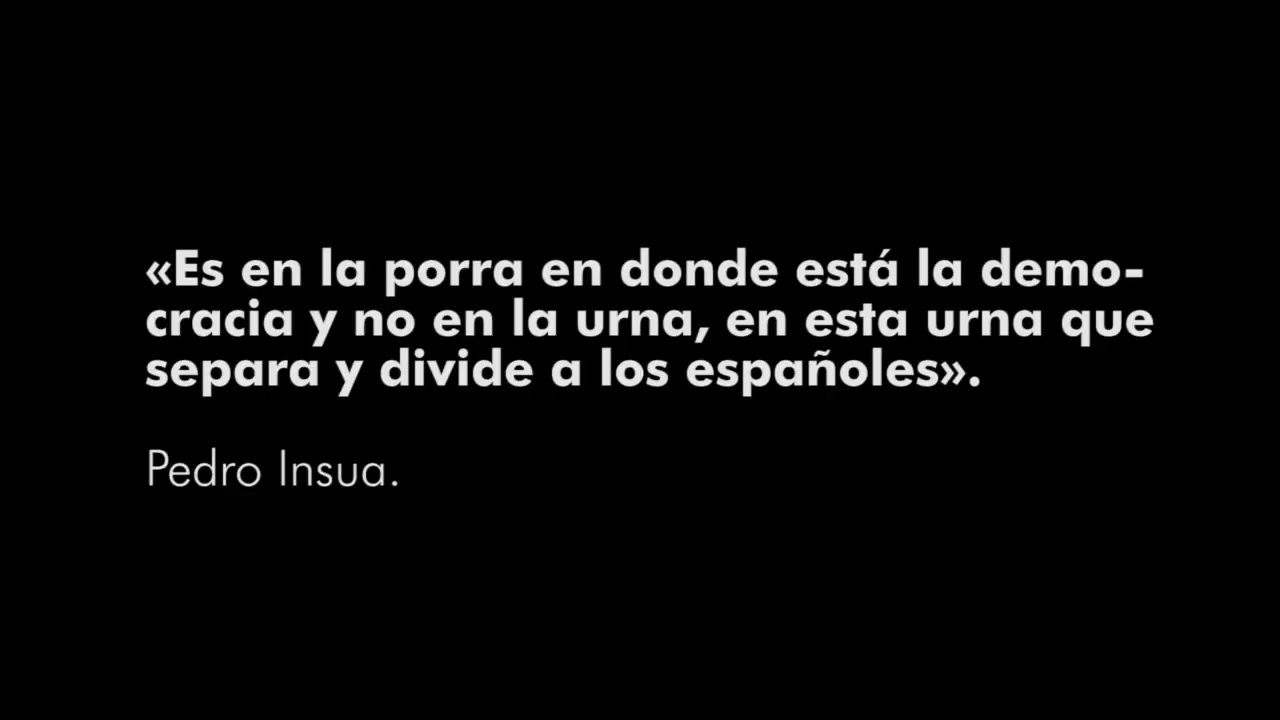 «Es en la porra en donde está la demo-
cracia y no en la urna, en esta urna que
separa y divide a los españoles».
Pedro Insua.